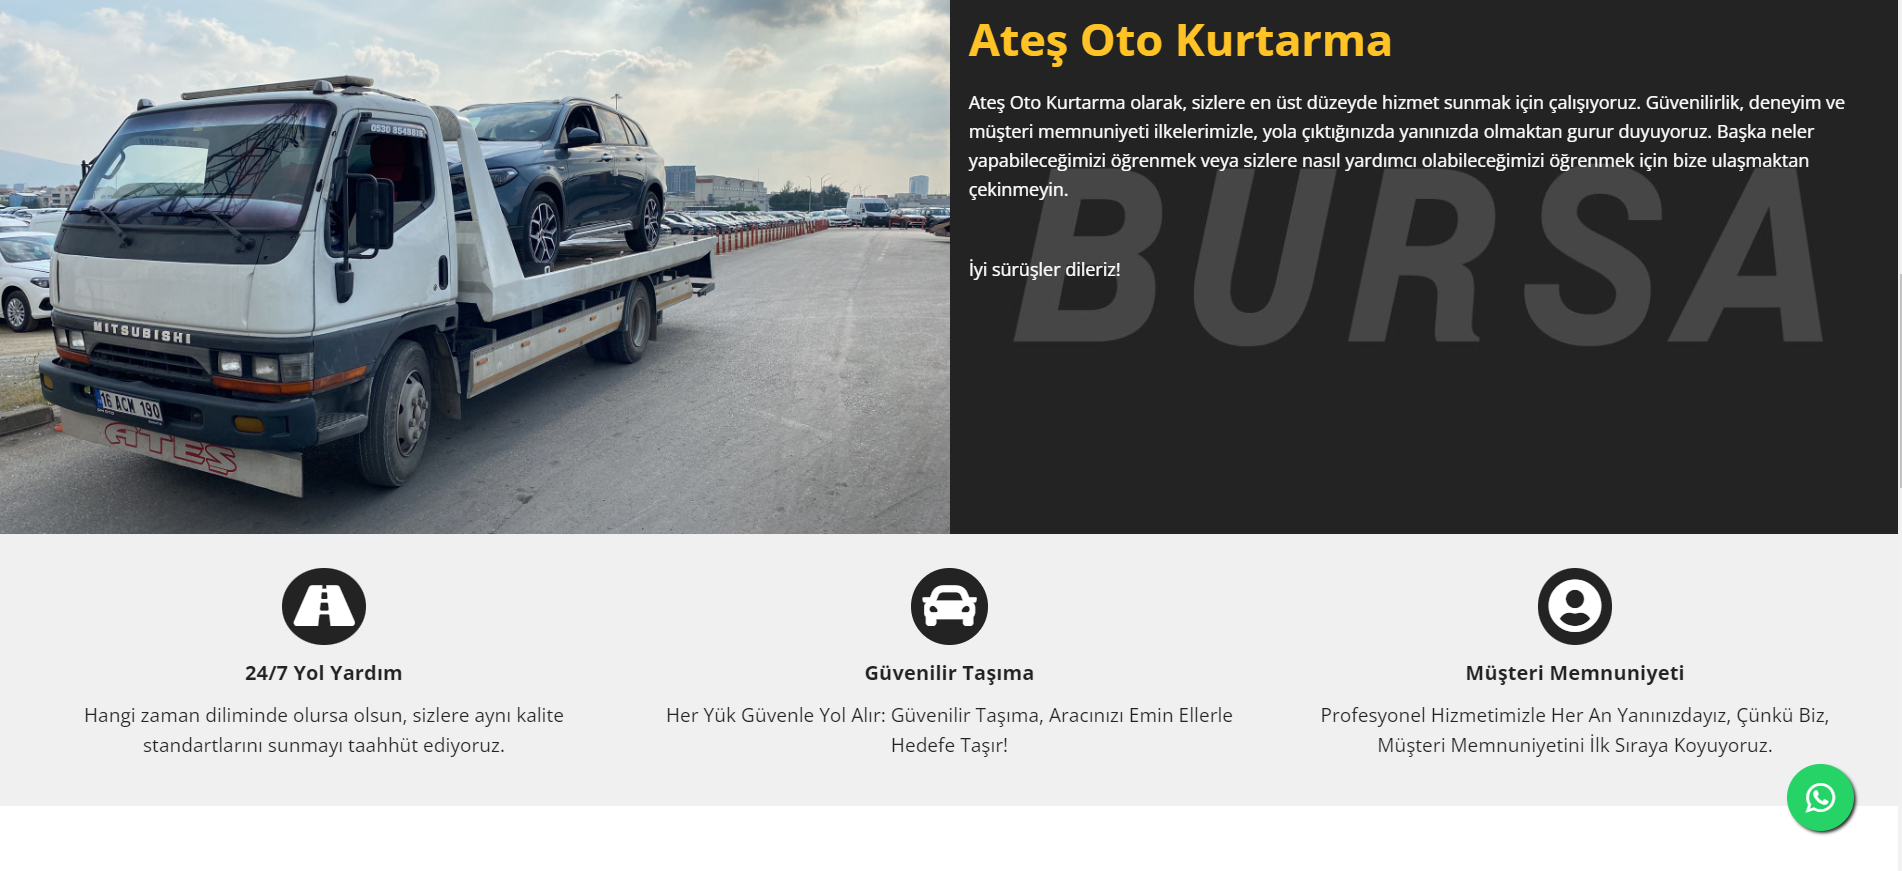 Ateş Oto Kurtarma
Ateş Oto Kurtarma olarak, sizlere en üst düzeyde hizmet sunmak için çalışıyoruz. Güvenilirlik, deneyim ve
müşteri memnuniyeti ilkelerimizle, yola çıktığınızda yanınızda olmaktan gurur duyuyoruz. Başka neler
yapabileceğimizi öğrenmek veya sizlere nasıl yardımcı olabileceğimizi öğrenmek için bize ulaşmaktan
çekinmeyin.
İyi sürüşler dileriz!
BURSA
MITSUBISHI
16 ACM 190
ATEŞ
24/7 Yol Yardım
Hangi zaman diliminde olursa olsun, sizlere aynı kalite
standartlarını sunmayı taahhüt ediyoruz.
Güvenilir Taşıma
Her Yük Güvenle Yol Alır: Güvenilir Taşıma, Aracınızı Emin Ellerle
Hedefe Taşır!
Müşteri Memnuniyeti
Profesyonel Hizmetimizle Her An Yanınızdayız, Çünkü Biz,
Müşteri Memnuniyetini İlk Sıraya Koyuyoruz.